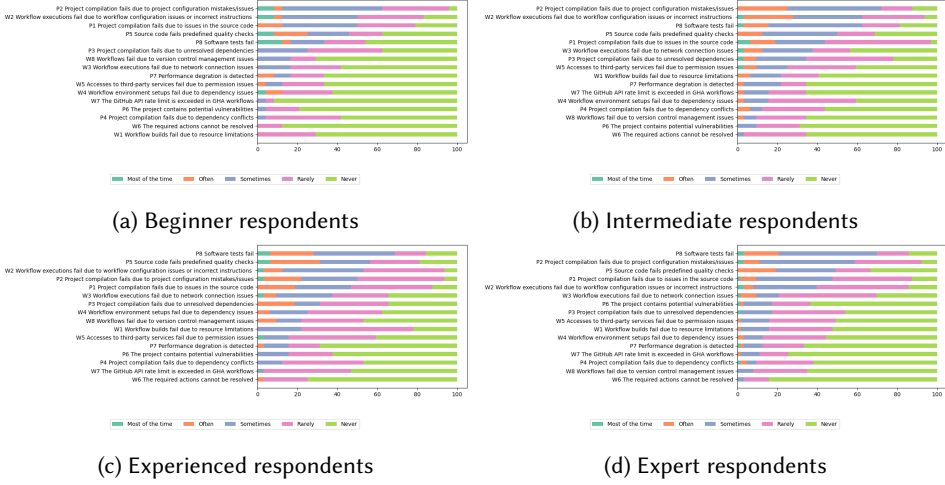 P2 Project compilation fails due to project configuration mistakes/issues
W2 Workflow executions fail due to workflow configuration issues or incorrect instructions
P1 Project compilation fails due to issues in the source code
P5 Source code fails predefined quality checks
P8 Software tests fail
P3 Project compilation fails due to unresolved dependencies
W8 Workflows fail due to version control management issues
W3 Workflow executions fail due to network connection issues
P7 Performance degration is detected
W5 Accesses to third-party services fail due to permission issues
W4 Workflow environment setups fail due to dependency issues
W7 The GitHub API rate limit is exceeded in GHA workflows
P6 The project contains potential vulnerabilities
P4 Project compilation fails due to dependency conflicts
W6 The required actions cannot be resolved
W1 Workflow builds fail due to resource limitations
0 20 40 60 80 100
Most of the time Often Sometimes Rarely Never
(a) Beginner respondents
P2 Project compilation fails due to project configuration mistakes/issues
W2 Workflow executions fail due to workflow configuration issues or incorrect instructions
P8 Software tests fail
P5 Source code fails predefined quality checks
P1 Project compilation fails due to issues in the source code
W3 Workflow executions fail due to network connection issues
P3 Project compilation fails due to unresolved dependencies
W5 Accesses to third-party services fail due to permission issues
W1 Workflow builds fail due to resource limitations
P7 Performance degration is detected
W7 The GitHub API rate limit is exceeded in GHA workflows
W4 Workflow environment setups fail due to dependency issues
P4 Project compilation fails due to dependency conflicts
W8 Workflows fail due to version control management issues
P6 The project contains potential vulnerabilities
W6 The required actions cannot be resolved
0 20 40 60 80 100
Most of the time Often Sometimes Rarely Never
(b) Intermediate respondents
P8 Software tests fail
P5 Source code fails predefined quality checks
W2 Workflow executions fail due to workflow configuration issues or incorrect instructions
P2 Project compilation fails due to project configuration mistakes/issues
P1 Project compilation fails due to issues in the source code
W3 Workflow executions fail due to network connection issues
P3 Project compilation fails due to unresolved dependencies
W4 Workflow environment setups fail due to dependency issues
W8 Workflows fail due to version control management issues
W1 Workflow builds fail due to resource limitations
W5 Accesses to third-party services fail due to permission issues
P7 Performance degration is detected
P6 The project contains potential vulnerabilities
P4 Project compilation fails due to dependency conflicts
W7 The GitHub API rate limit is exceeded in GHA workflows
W6 The required actions cannot be resolved
0 20 40 60 80 100
Most of the time Often Sometimes Rarely Never
(c) Experienced respondents
P8 Software tests fail
P2 Project compilation fails due to project configuration mistakes/issues
P5 Source code fails predefined quality checks
P1 Project compilation fails due to issues in the source code
W2 Workflow executions fail due to workflow configuration issues or incorrect instructions
W3 Workflow executions fail due to network connection issues
P6 The project contains potential vulnerabilities
P3 Project compilation fails due to unresolved dependencies
W5 Accesses to third-party services fail due to permission issues
W1 Workflow builds fail due to resource limitations
W4 Workflow environment setups fail due to dependency issues
P7 Performance degration is detected
W7 The GitHub API rate limit is exceeded in GHA workflows
P4 Project compilation fails due to dependency conflicts
W8 Workflows fail due to version control management issues
W6 The required actions cannot be resolved
0 20 40 60 80 100
Most of the time Often Sometimes Rarely Never
(d) Expert respondents